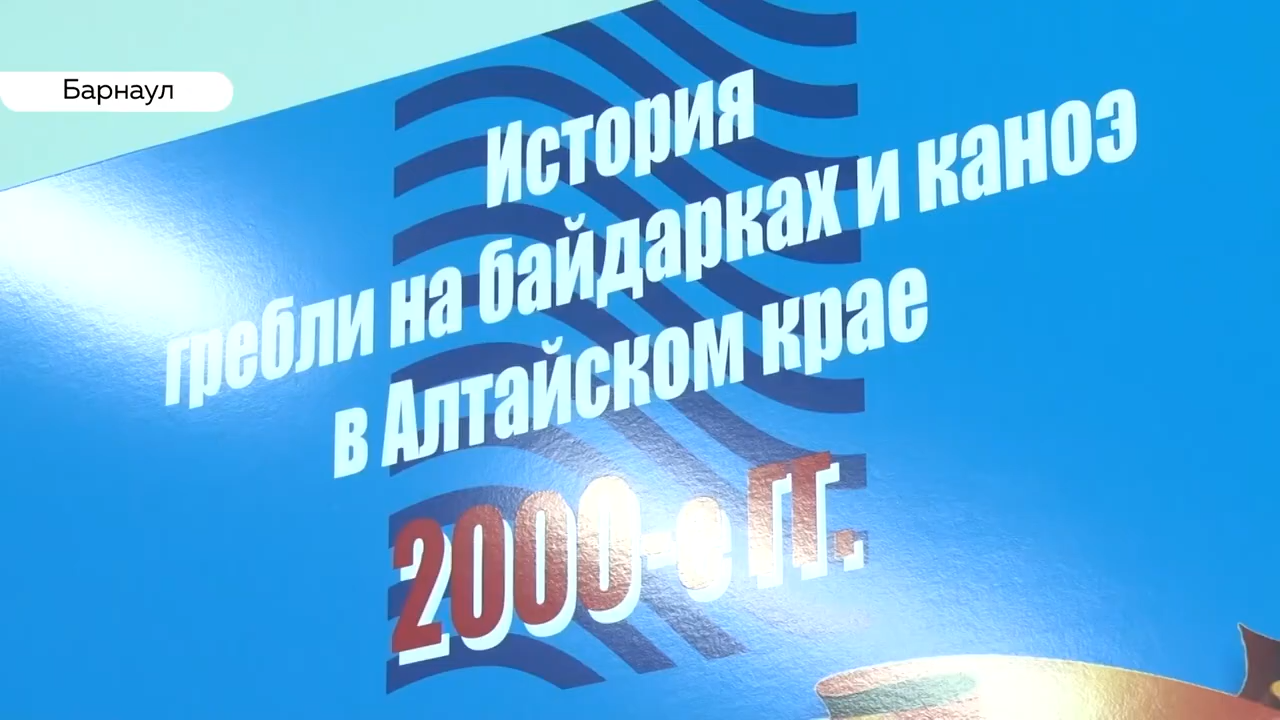 Барнаул
История
гребли на байдарках и каноэ
в Алтайском крае
2000-е ГГ.